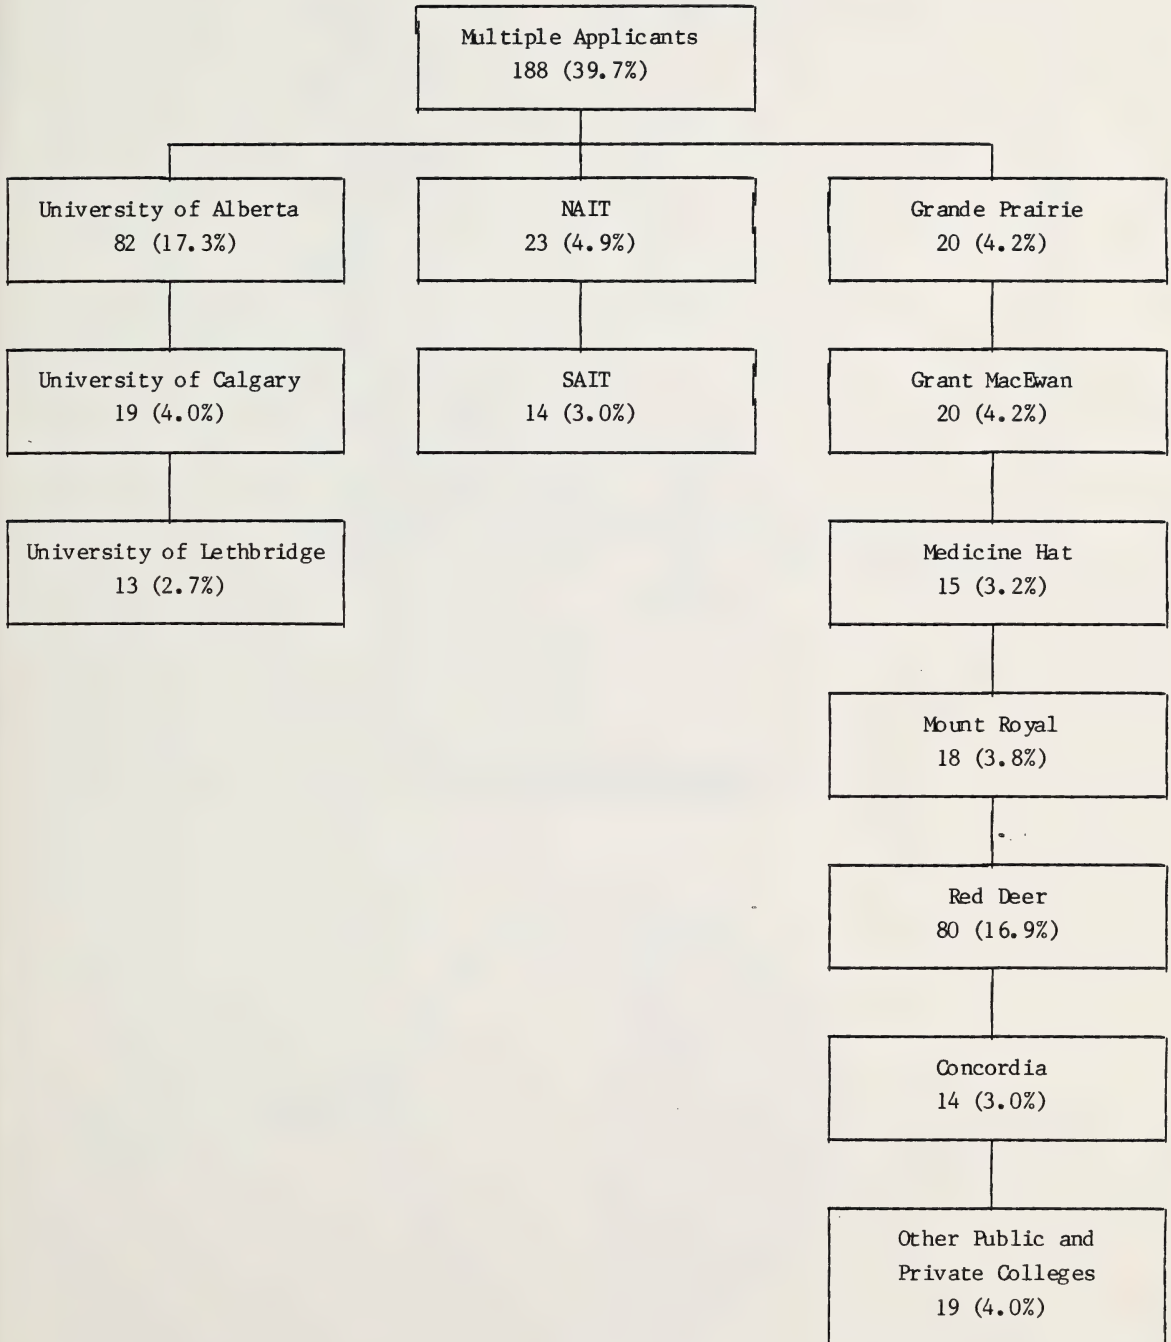 Multiple Applicants
188 (39.7%)
University of Alberta
82 (17.3%)
NAIT
23 (4.9%)
Grande Prairie
20 (4.2%)
University of Calgary
19 (4.0%)
SAIT
14 (3.0%)
Grant MacEwan
20 (4.2%)
University of Lethbridge
13 (2.7%)
Medicine Hat
15 (3.2%)
Mount Royal
18 (3.8%)
Red Deer
80 (16.9%)
Concordia
14 (3.0%)
Other Public and
Private Colleges
19 (4.0%)